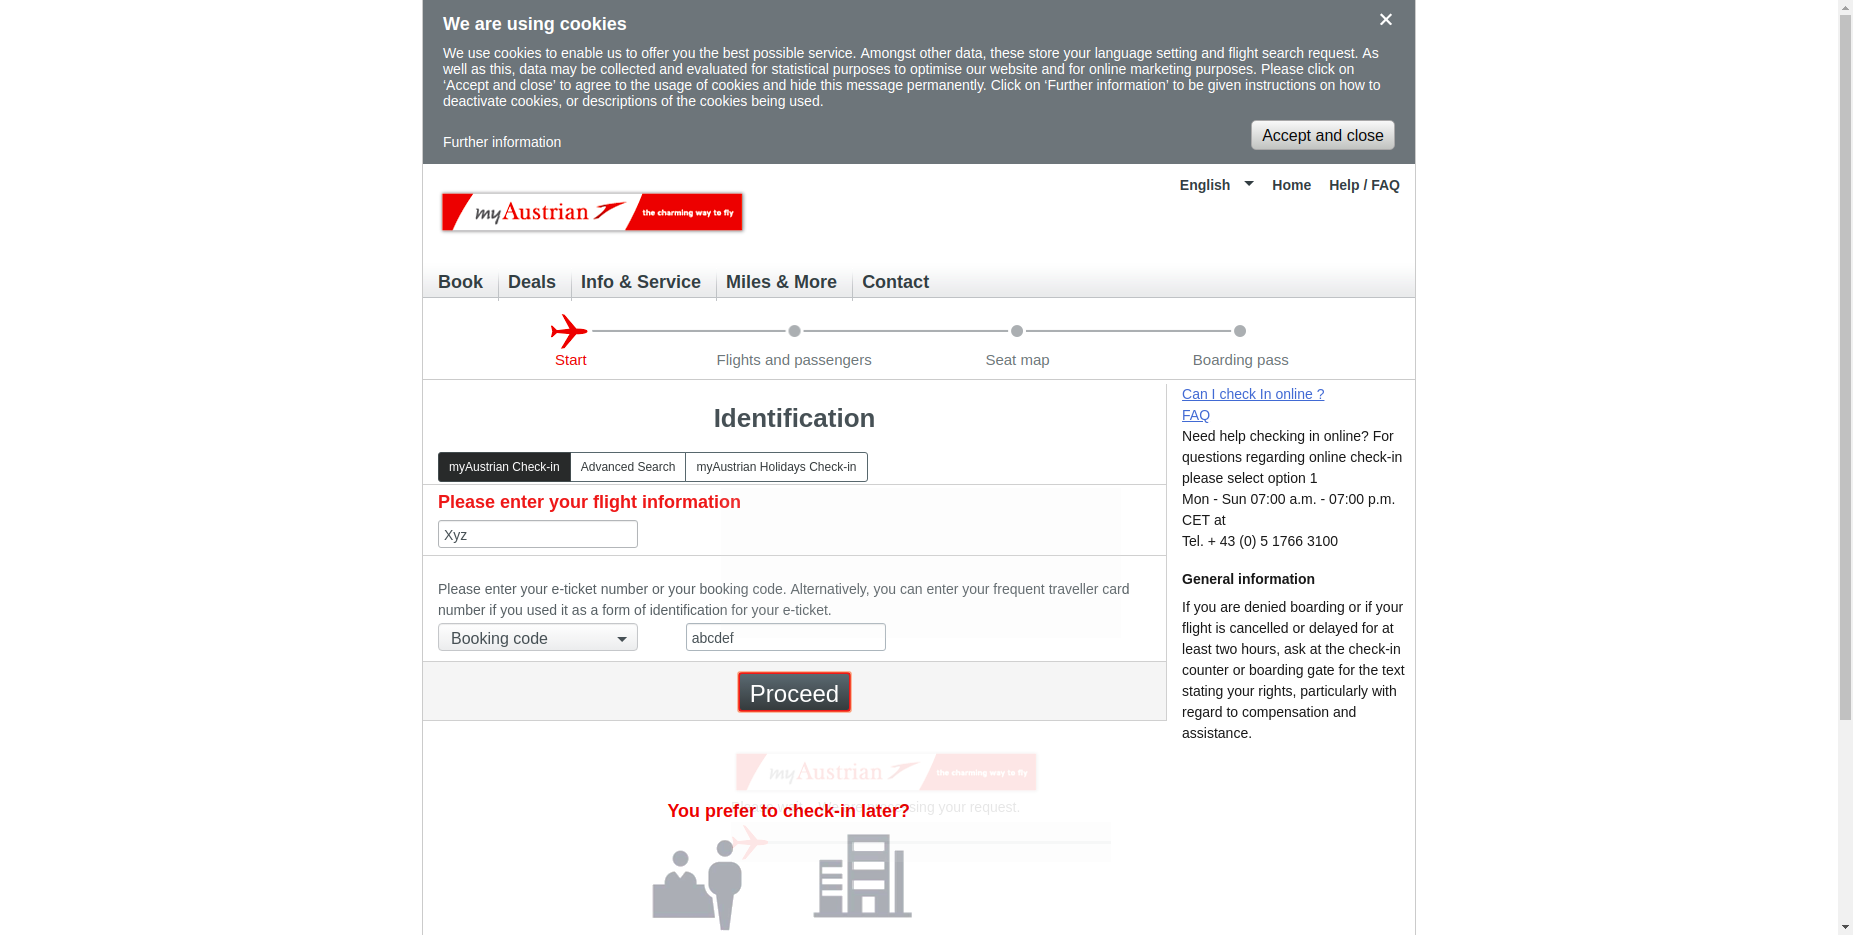 We are using cookies
We use cookies to enable us to offer you the best possible service. Amongst other data, these store your language setting and flight search request. As
well as this, data may be collected and evaluated for statistical purposes to optimise our website and for online marketing purposes. Please click on
‘Accept and close’ to agree to the usage of cookies and hide this message permanently. Click on ‘Further information’ to be given instructions on how to
deactivate cookies, or descriptions of the cookies being used.
Further information
Accept and close
English
Home
Help / FAQ
myAustrian
the charming way to fly
Book
Deals
Info & Service
Miles & More
Contact
Start
Flights and passengers
Seat map
Boarding pass
Identification
myAustrian Check-in
Advanced Search
myAustrian Holidays Check-in
Please enter your flight information
Xyz
Please enter your e-ticket number or your booking code. Alternatively, you can enter your frequent traveller card
number if you used it as a form of identification for your e-ticket.
Booking code
abcdef
Proceed
myAustrian
the charming way to fly
your request.
You prefer to check-in later?
Can I check In online ?
FAQ
Need help checking in online? For
questions regarding online check-in
please select option 1
Mon - Sun 07:00 a.m. - 07:00 p.m.
CET at
Tel. + 43 (0) 5 1766 3100
General information
If you are denied boarding or if your
flight is cancelled or delayed for at
least two hours, ask at the check-in
counter or boarding gate for the text
stating your rights, particularly with
regard to compensation and
assistance.